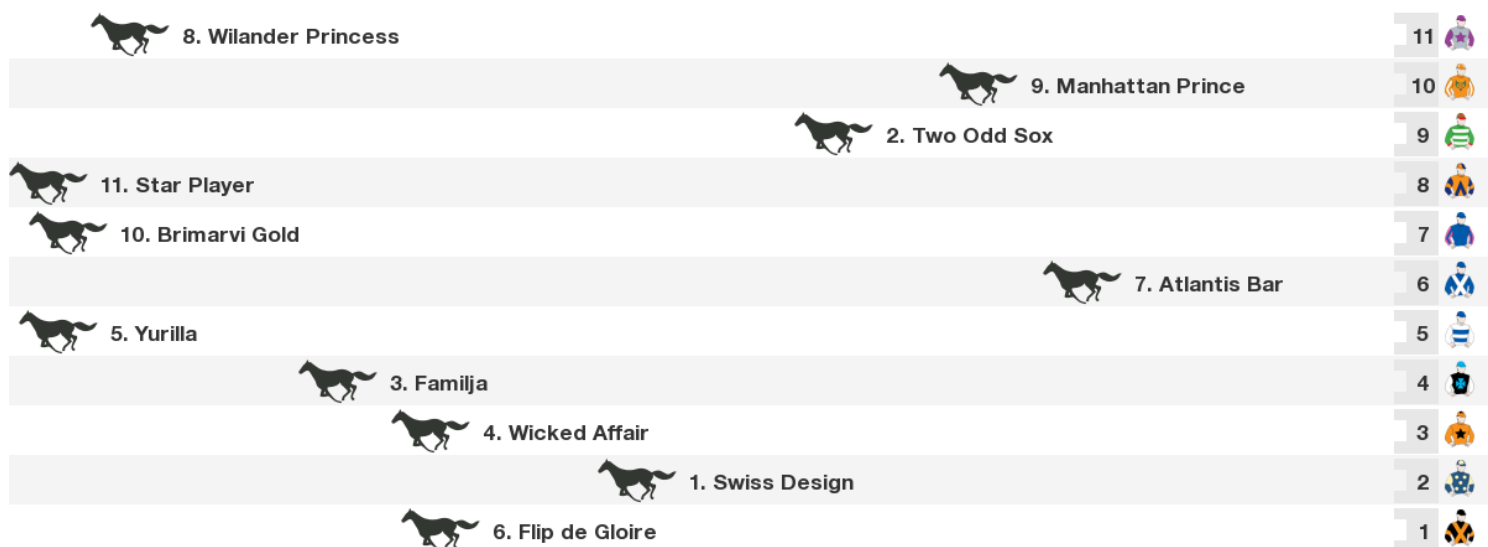 8. Wilander Princess 11
9. Manhattan Prince 10
2. Two Odd Sox 9
11. Star Player 8
10. Brimarvi Gold 7
7. Atlantis Bar 6
5. Yurilla 5
3. Familja 4
4. Wicked Affair 3
1. Swiss Design 2
6. Flip de Gloire 1